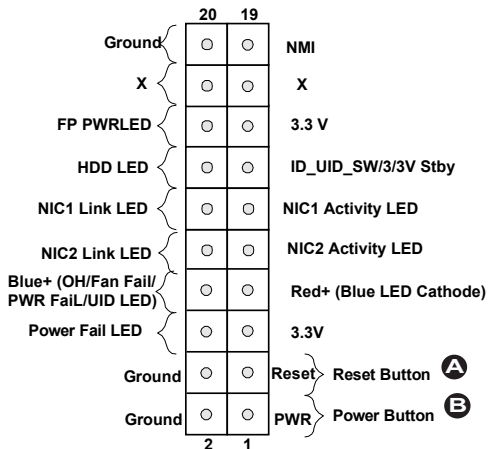 20 19
Ground NMI
X X
FP PWRLED 3.3 V
HDD LED ID_UID_SW/3/3V Stby
NIC1 Link LED NIC1 Activity LED
NIC2 Link LED NIC2 Activity LED
Blue+ (OH/Fan Fail/
PWR FaiL/UID LED) Red+ (Blue LED Cathode)
Power Fail LED 3.3V
Ground Reset Reset Button A
Ground PWR Power Button B
2 1